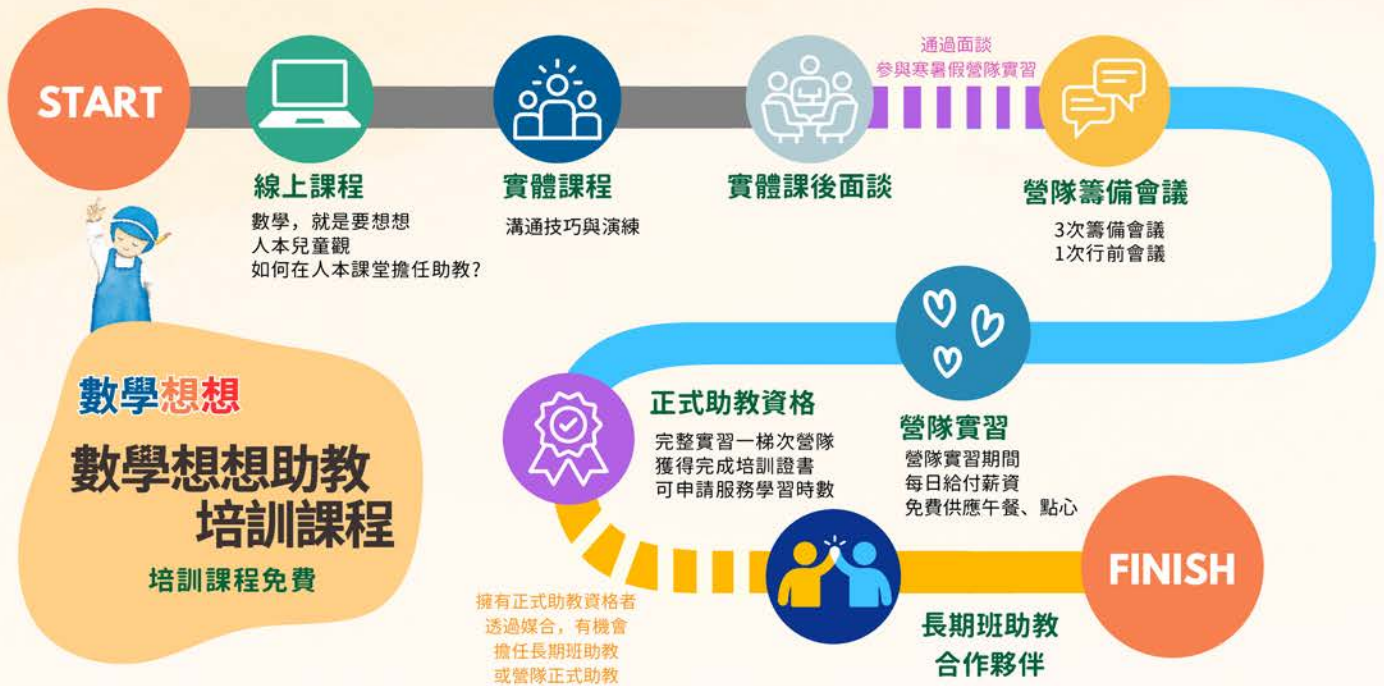 START
線上課程
數學，就是要想想
人本兒童觀
如何在人本課堂擔任助教?
實體課程
溝通技巧與演練
實體課後面談
通過面談
參與寒暑假營隊實習
營隊籌備會議
3次籌備會議
1次行前會議
營隊實習
營隊實習期間
每日給付薪資
免費供應午餐、點心
正式助教資格
完整實習一梯次營隊
獲得完成培訓證書
可申請服務學習時數
擁有正式助教資格者
透過媒合，有機會
擔任長期班助教
或營隊正式助教
長期班助教
合作夥伴
FINISH
數學想想
數學想想助教
培訓課程
培訓課程免費